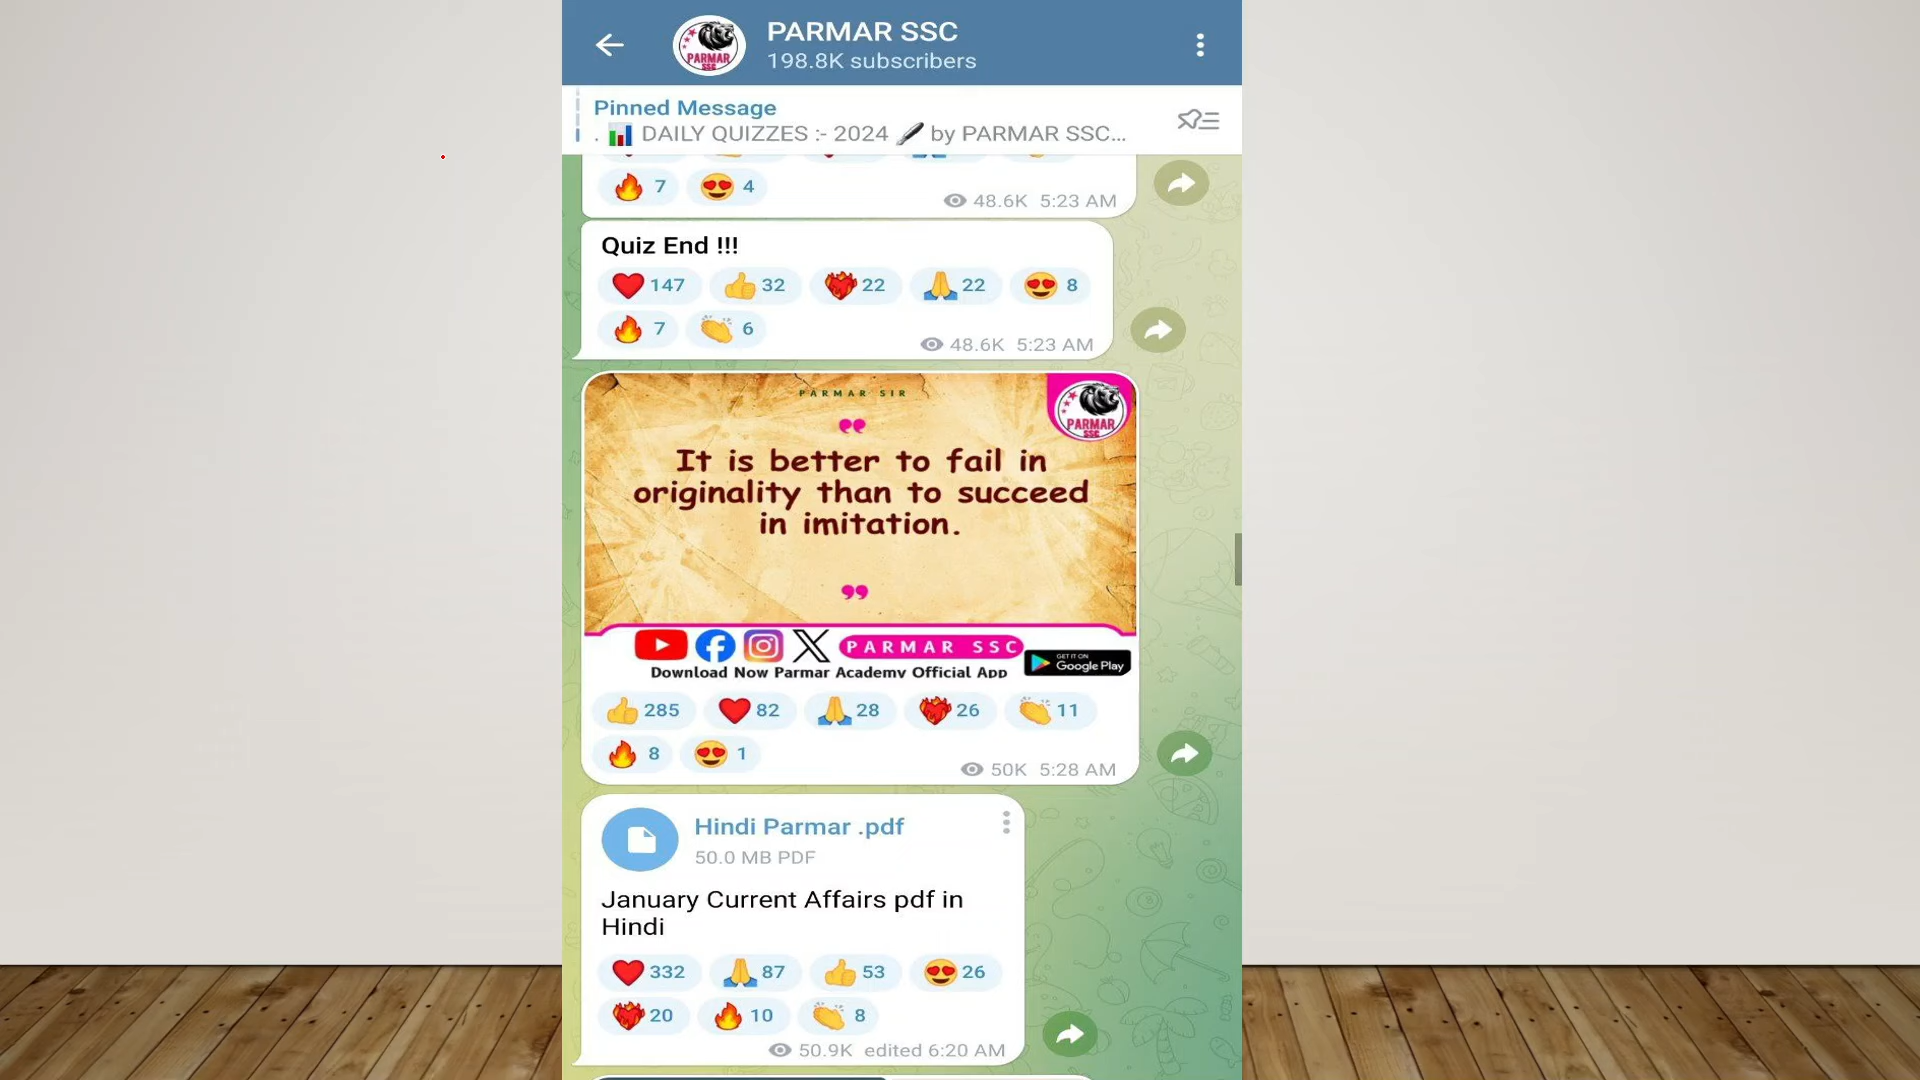 PARMAR SSC
198.8K subscribers
Pinned Message
. 📊 DAILY QUIZZES :- 2024 🖋 by PARMAR SSC...
🔥 7 😍 4
48.6K 5:23 AM
Quiz End !!!
❤️ 147 👍 32 ❤️‍🔥 22 🙏 22 😍 8
🔥 7 👏 6
48.6K 5:23 AM
PARMAR SIR
PARMAR
SSC
It is better to fail in
originality than to succeed
in imitation.
PARMAR SSC
GET IT ON
Google Play
Download Now Parmar Academy Official App
👍 285 ❤️ 82 🙏 28 ❤️‍🔥 26 👏 11
🔥 8 😍 1
50K 5:28 AM
Hindi Parmar .pdf
50.0 MB PDF
January Current Affairs pdf in
Hindi
❤️ 332 🙏 87 👍 53 😍 26
❤️‍🔥 20 🔥 10 👏 8
50.9K edited 6:20 AM